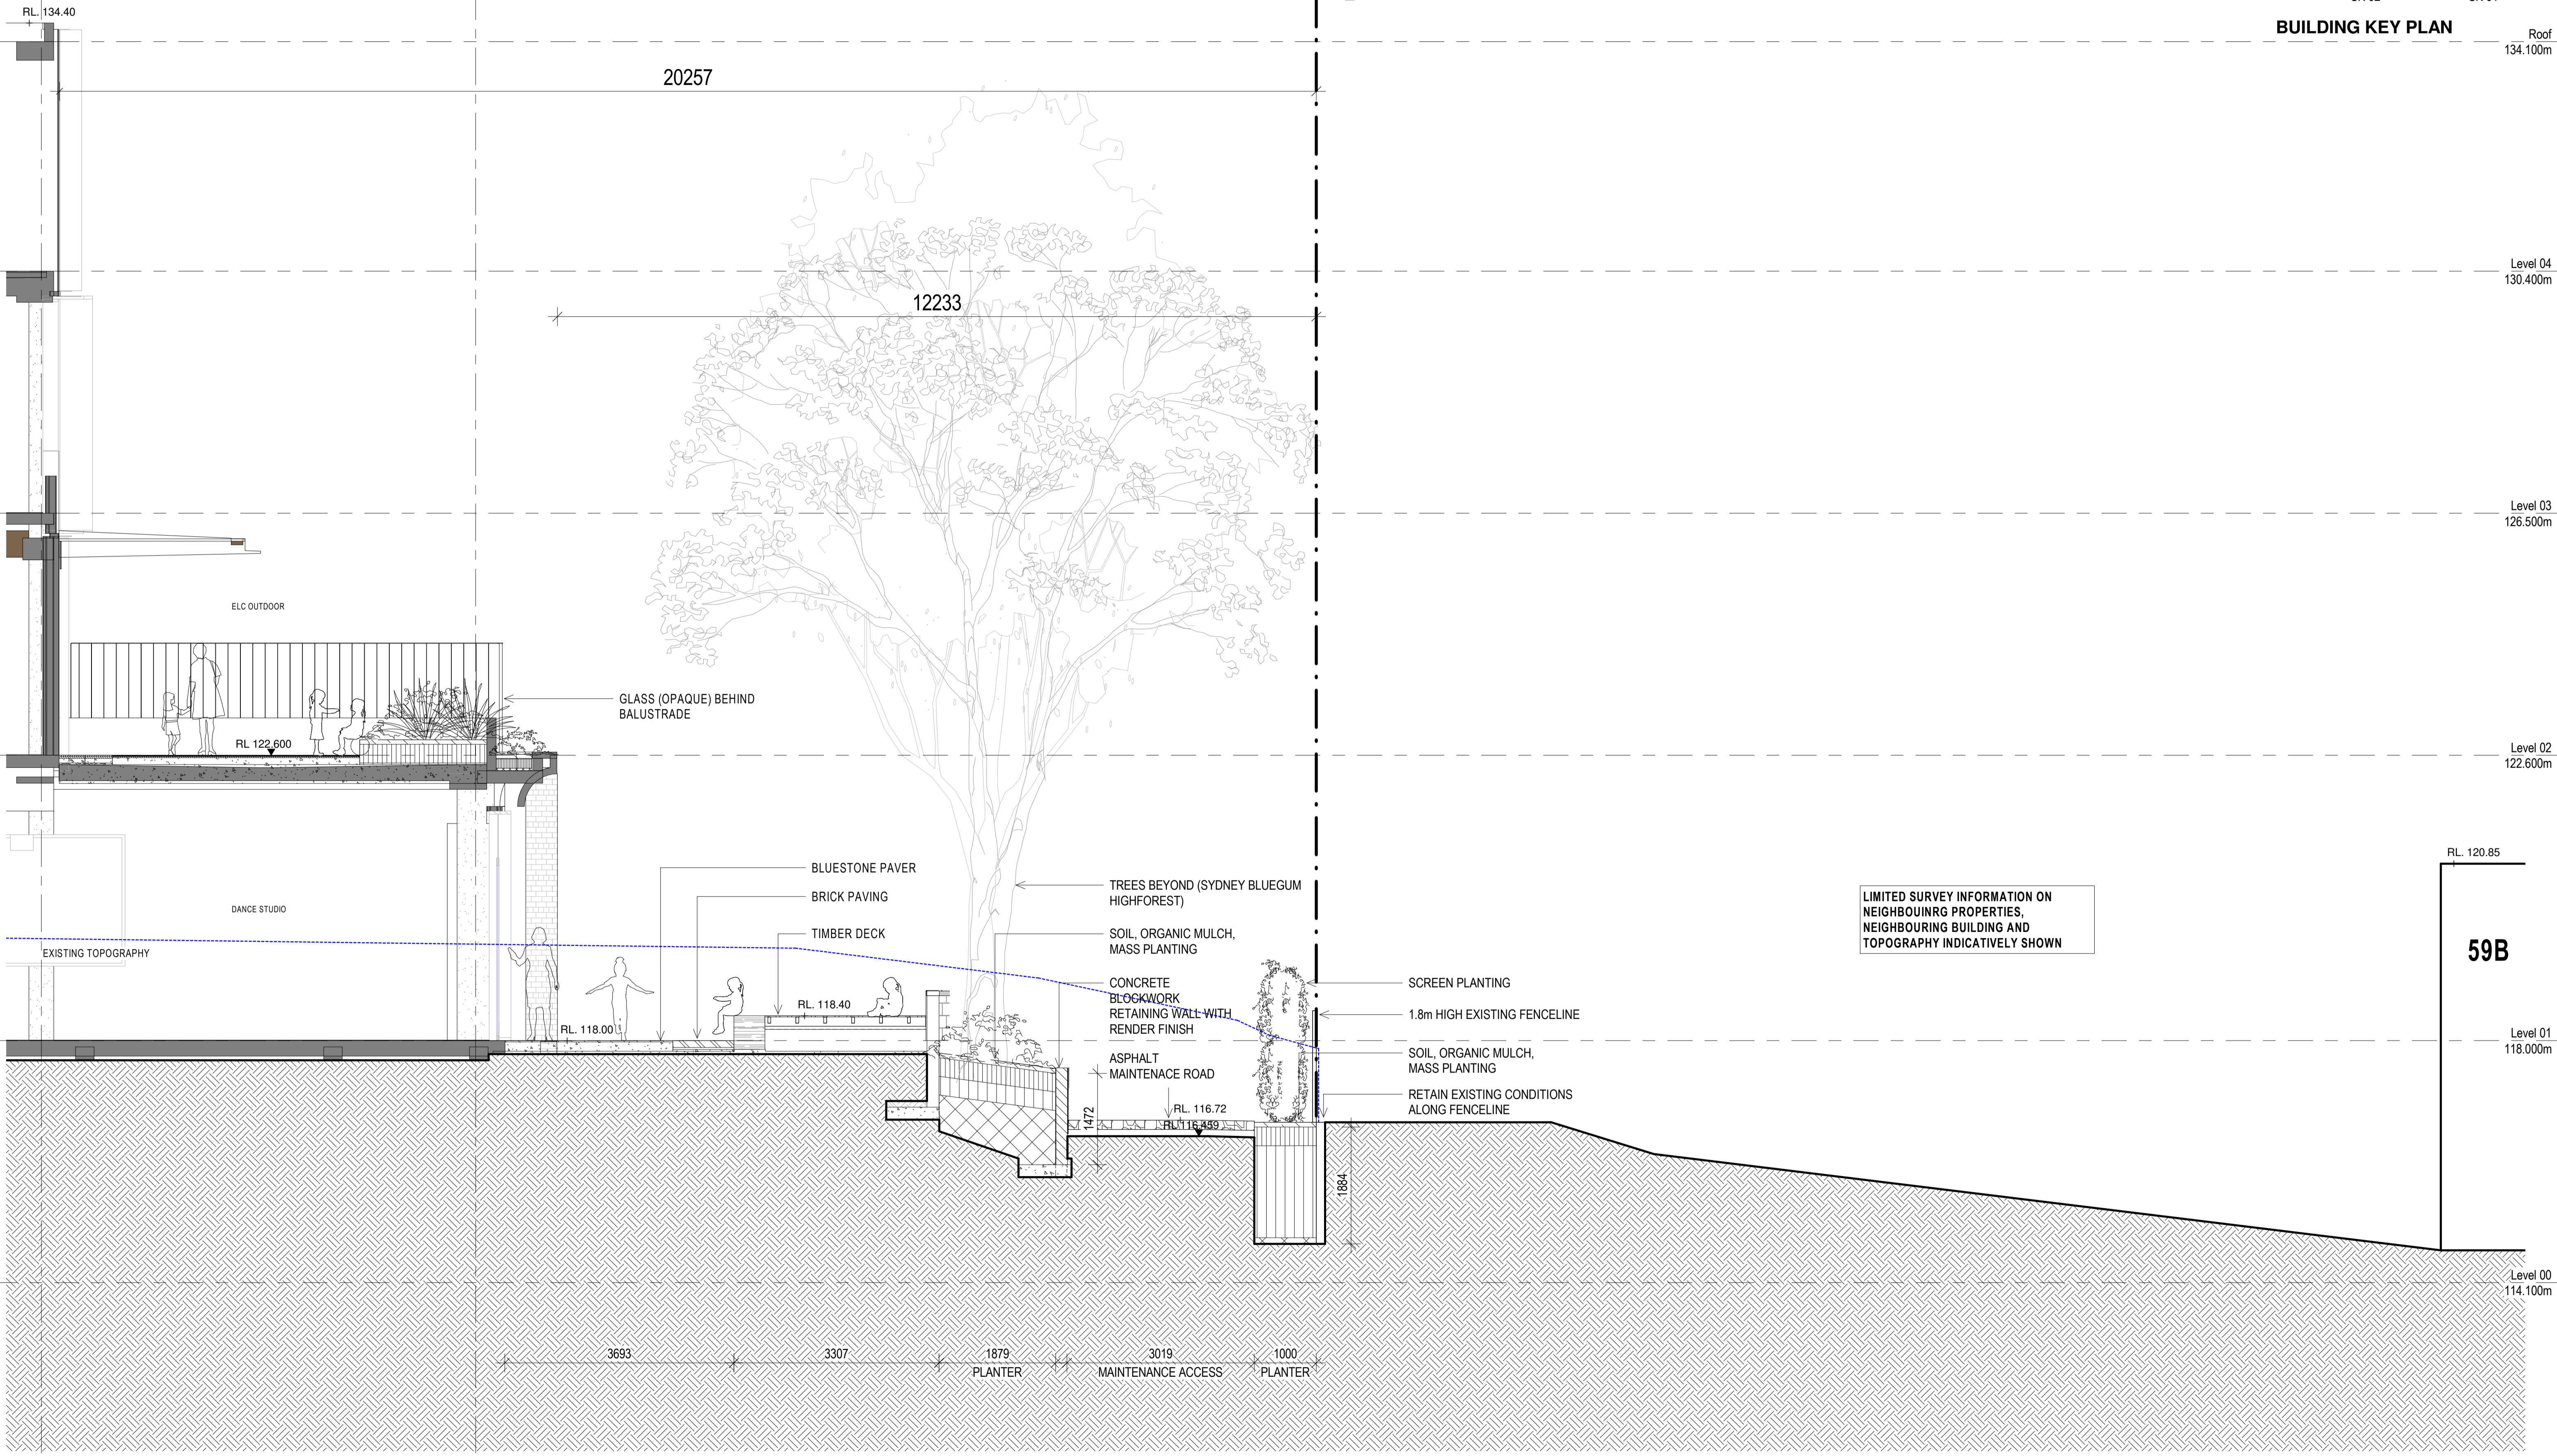 RL. 134.40
BUILDING KEY PLAN
Roof
134.100m
20257
Level 04
130.400m
12233
Level 03
126.500m
ELC OUTDOOR
GLASS (OPAQUE) BEHIND
BALUSTRADE
RL 122.600
Level 02
122.600m
RL. 120.85
BLUESTONE PAVER
BRICK PAVING
TIMBER DECK
TREES BEYOND (SYDNEY BLUEGUM
HIGHFOREST)
SOIL, ORGANIC MULCH,
MASS PLANTING
CONCRETE
BLOCKWORK
RETAINING WALL WITH
RENDER FINISH
ASPHALT
MAINTENACE ROAD
LIMITED SURVEY INFORMATION ON
NEIGHBOUINRG PROPERTIES,
NEIGHBOURING BUILDING AND
TOPOGRAPHY INDICATIVELY SHOWN
59B
DANCE STUDIO
EXISTING TOPOGRAPHY
SCREEN PLANTING
1.8m HIGH EXISTING FENCELINE
SOIL, ORGANIC MULCH,
MASS PLANTING
RETAIN EXISTING CONDITIONS
ALONG FENCELINE
RL. 118.40
RL. 118.00
Level 01
118.000m
RL. 116.72
RL 116.459
1472
1884
Level 00
114.100m
3693
3307
1879
3019
1000
PLANTER
MAINTENANCE ACCESS
PLANTER